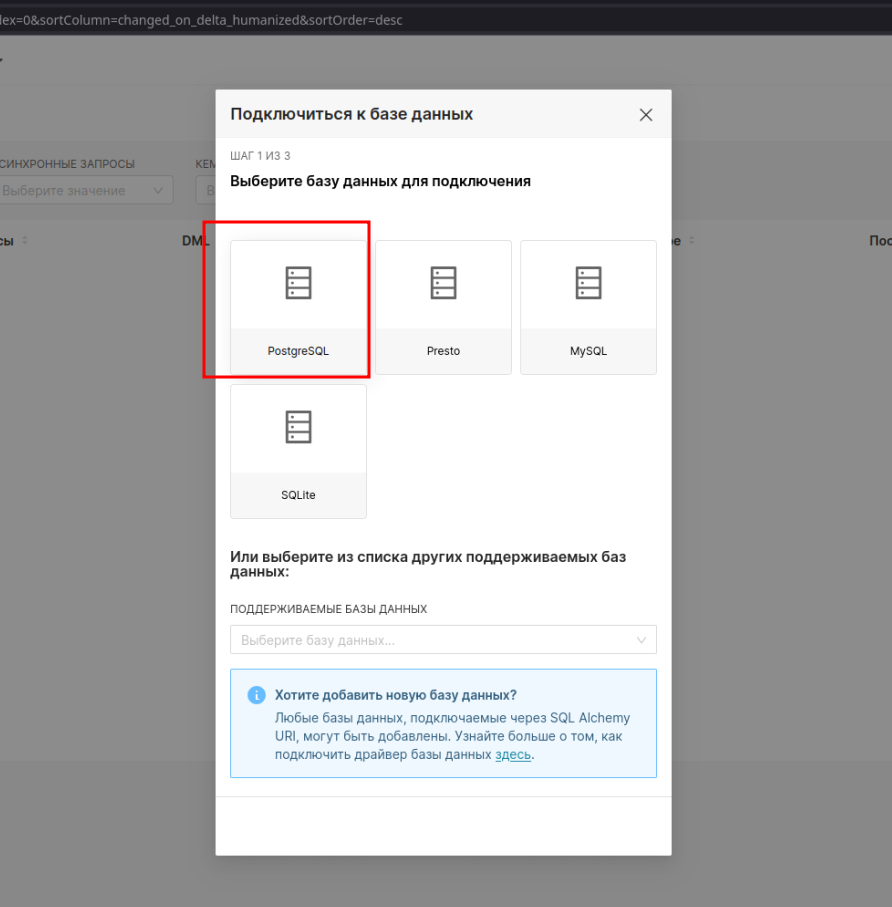 lex=0&sortColumn=changed_on_delta_humanized&sortOrder=desc
Подключиться к базе данных
ШАГ 1 ИЗ 3
СИНХРОННЫЕ ЗАПРОСЫ
КЕМ
Выберите базу данных для подключения
Выберите значение
В
сы
DML
ре
Пос
PostgreSQL
Presto
MySQL
SQLite
Или выберите из списка других поддерживаемых баз
данных:
ПОДДЕРЖИВАЕМЫЕ БАЗЫ ДАННЫХ
Выберите базу данных...
Хотите добавить новую базу данных?
Любые базы данных, подключаемые через SQL Alchemy
URI, могут быть добавлены. Узнайте больше о том, как
подключить драйвер базы данных здесь.